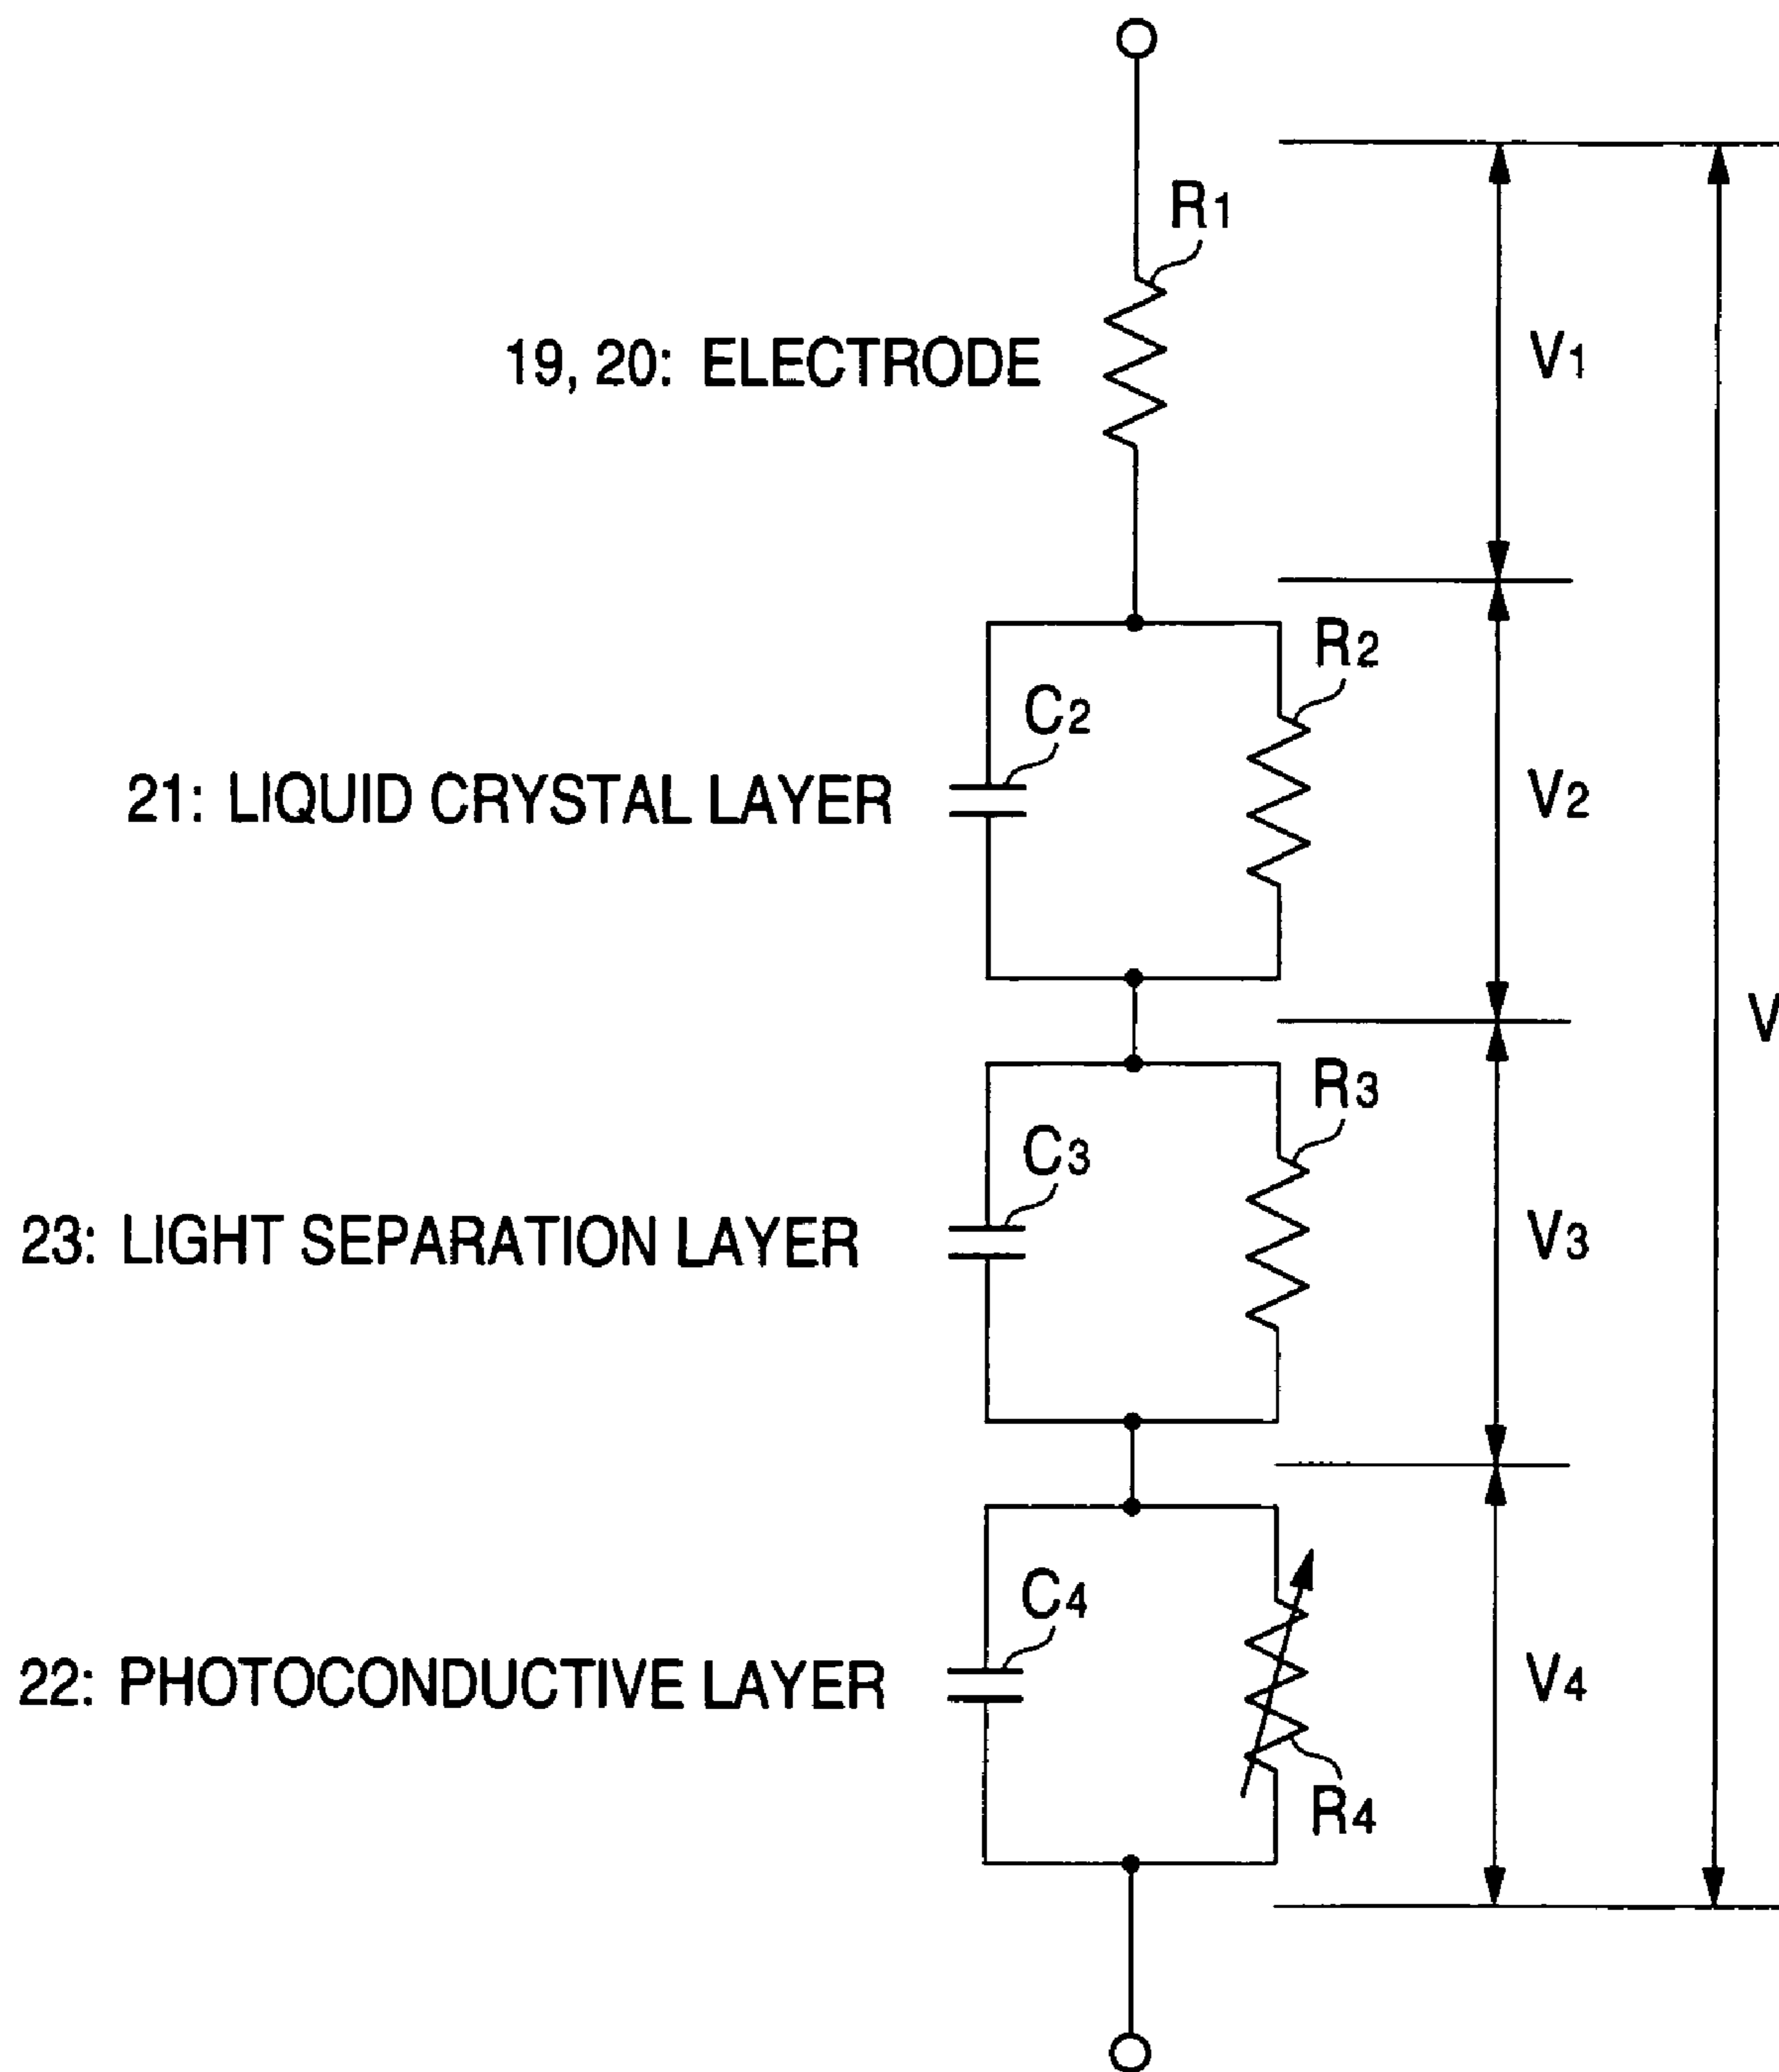 R1
19, 20: ELECTRODE
V1
R2
C2
21: LIQUID CRYSTAL LAYER
V2
V
R3
C3
23: LIGHT SEPARATION LAYER
V3
C4
22: PHOTOCONDUCTIVE LAYER
V4
R4